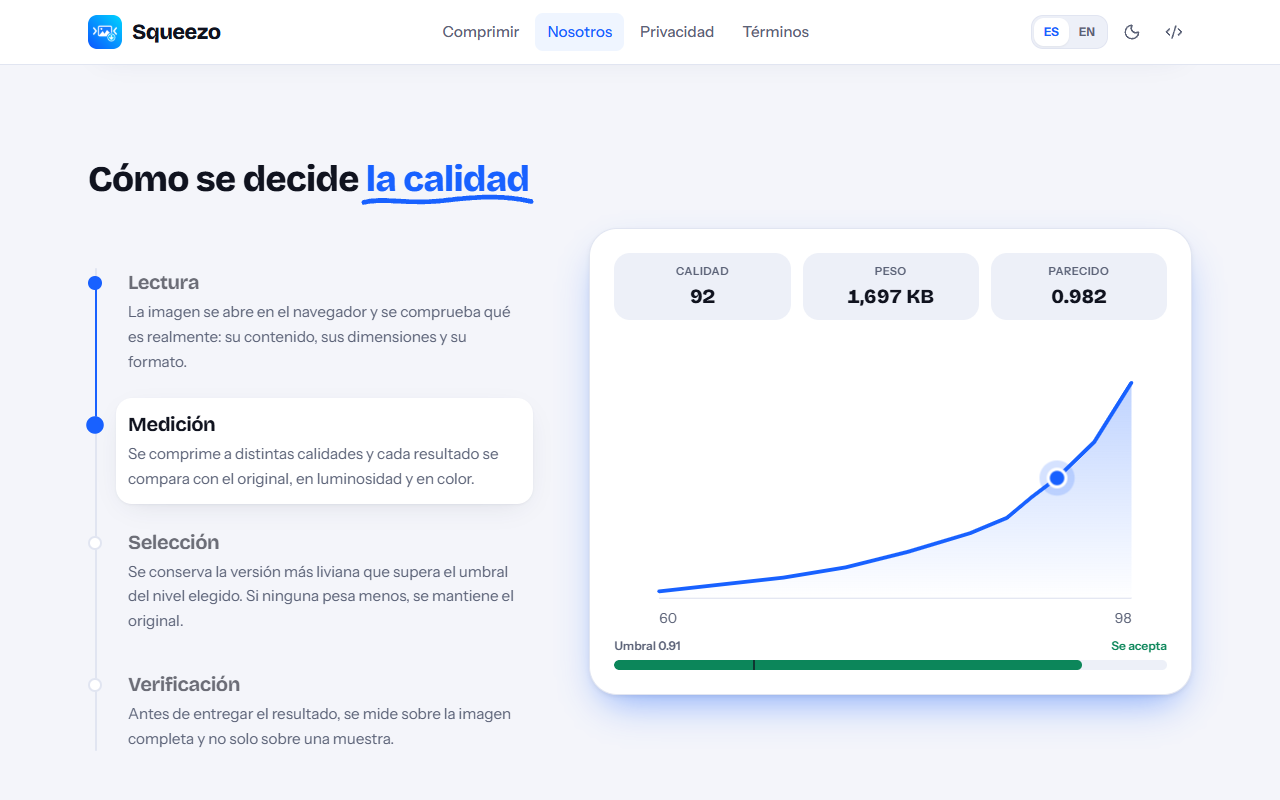 Squeezo
Comprimir
Nosotros
Privacidad
Términos
ES
EN
Cómo se decide la calidad
Lectura
La imagen se abre en el navegador y se comprueba qué
es realmente: su contenido, sus dimensiones y su
formato.
Medición
Se comprime a distintas calidades y cada resultado se
compara con el original, en luminosidad y en color.
Selección
Se conserva la versión más liviana que supera el umbral
del nivel elegido. Si ninguna pesa menos, se mantiene el
original.
Verificación
Antes de entregar el resultado, se mide sobre la imagen
completa y no solo sobre una muestra.
CALIDAD
92
PESO
1,697 KB
PARECIDO
0.982
60
98
Umbral 0.91
Se acepta